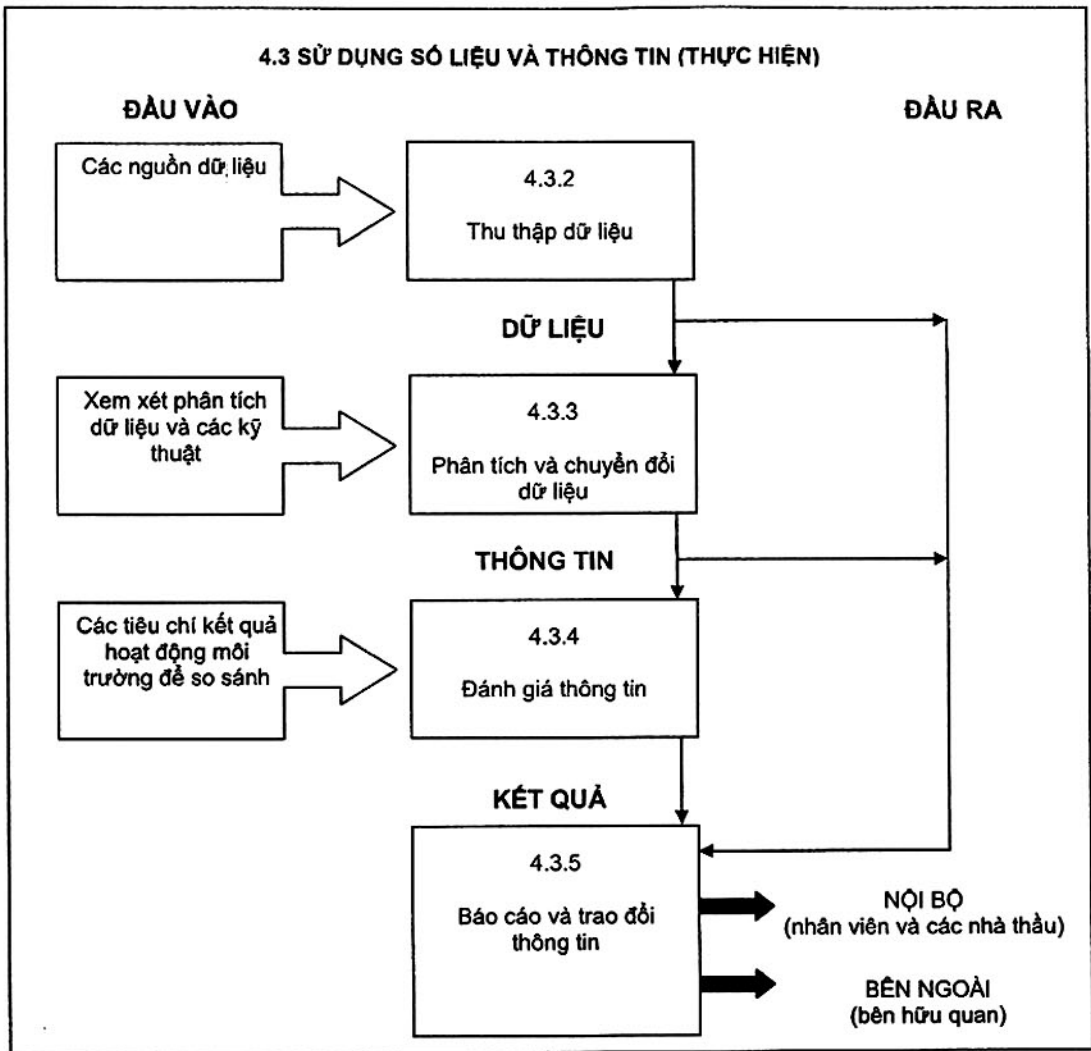 4.3 SỬ DỤNG SỐ LIỆU VÀ THÔNG TIN (THỰC HIỆN)
ĐẦU VÀO
ĐẦU RA
Các nguồn dữ liệu
4.3.2
Thu thập dữ liệu
DỮ LIỆU
Xem xét phân tích
dữ liệu và các kỹ
thuật
4.3.3
Phân tích và chuyển đổi
dữ liệu
THÔNG TIN
Các tiêu chí kết quả
hoạt động môi
trường để so sánh
4.3.4
Đánh giá thông tin
KẾT QUẢ
4.3.5
Báo cáo và trao đổi
thông tin
NỘI BỘ
(nhân viên và các nhà thầu)
BÊN NGOÀI
(bên hữu quan)